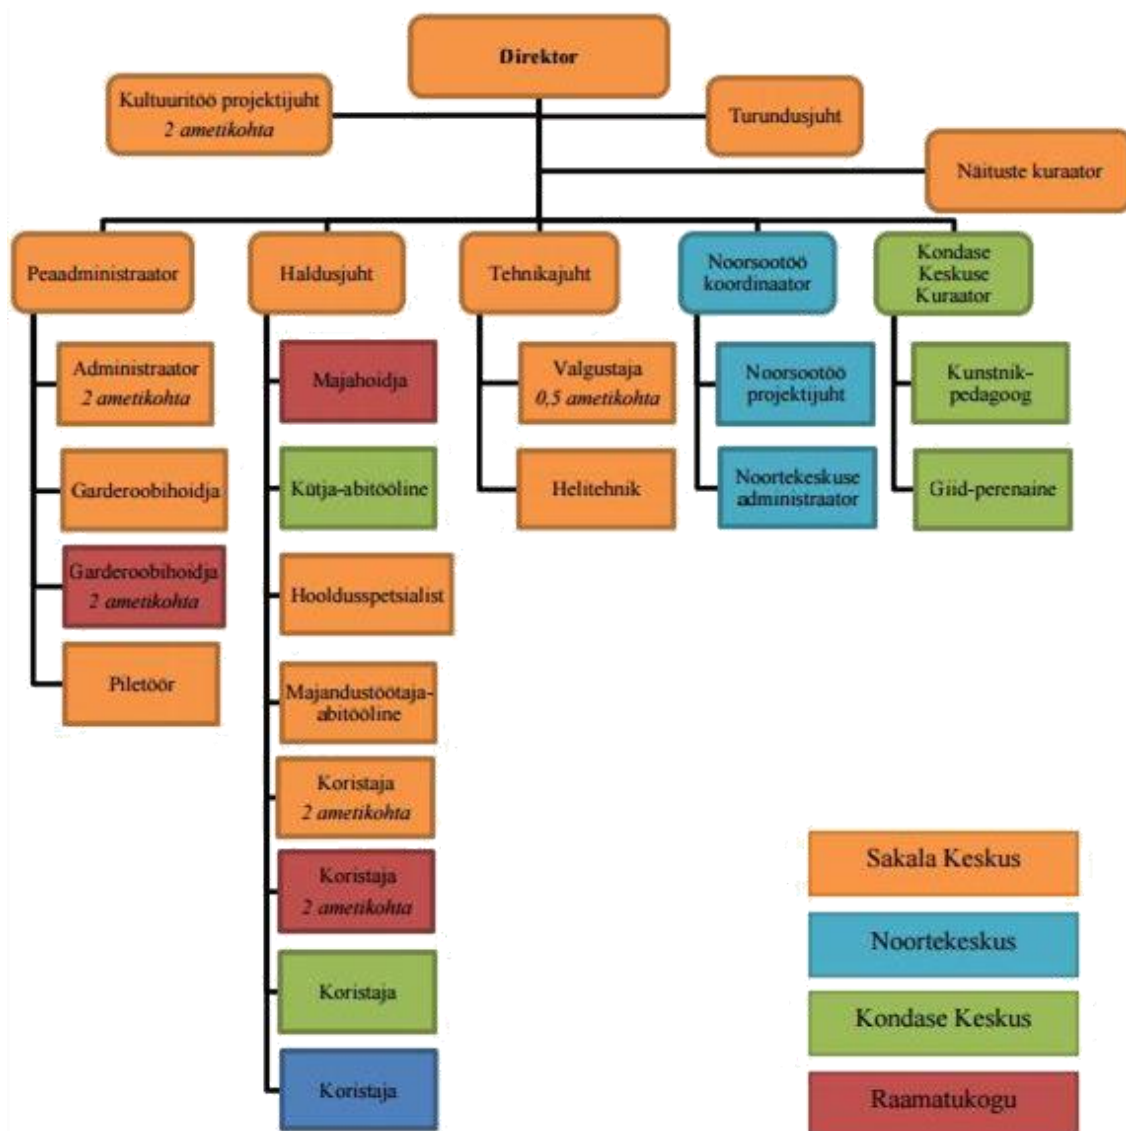 Direktor
Kultuuritöö projektijuht
2 ametikohta
Turundusjuht
Näituste kuraator
Peaadministraator
Haldusjuht
Tehnikajuht
Noorsootöö
koordinaator
Kondase
Keskuse
Kuraator
Administraator
2 ametikohta
Garderoobihoidja
Garderoobihoidja
2 ametikohta
Piletöör
Majahoidja
Kütja-abitööline
Hooldusspetsialist
Majandustöötaja-
abitööline
Koristaja
2 ametikohta
Koristaja
2 ametikohta
Koristaja
Koristaja
Valgustaja
0,5 ametikohta
Helitehnik
Noorsootöö
projektijuht
Noortekeskuse
administraator
Kunstnik-
pedagoog
Giid-perenaine
Sakala Keskus
Noortekeskus
Kondase Keskus
Raamatukogu